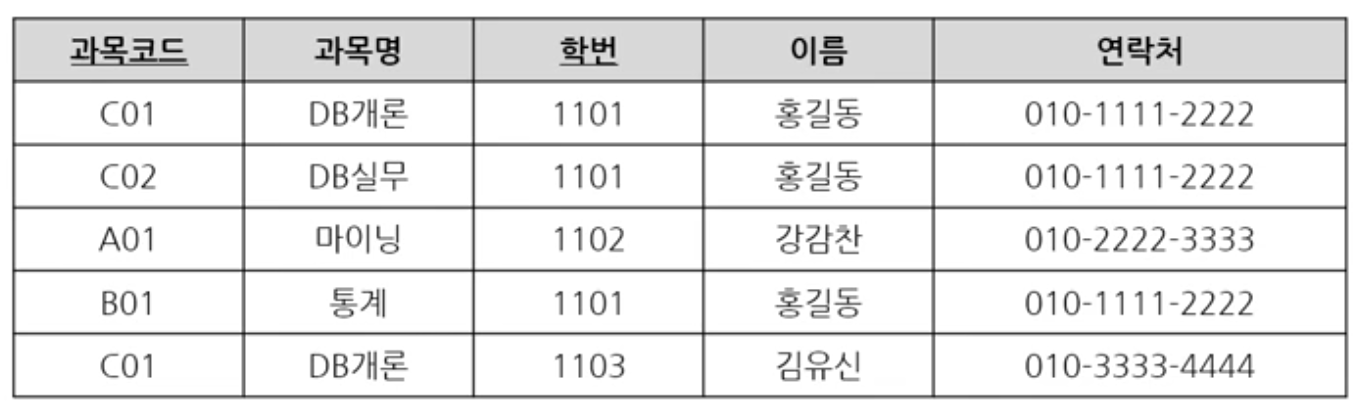 과목코드 과목명 학번 이름 연락처
C01 DB개론 1101 홍길동 010-1111-2222
C02 DB실무 1101 홍길동 010-1111-2222
A01 마이닝 1102 강감찬 010-2222-3333
B01 통계 1101 홍길동 010-1111-2222
C01 DB개론 1103 김유신 010-3333-4444